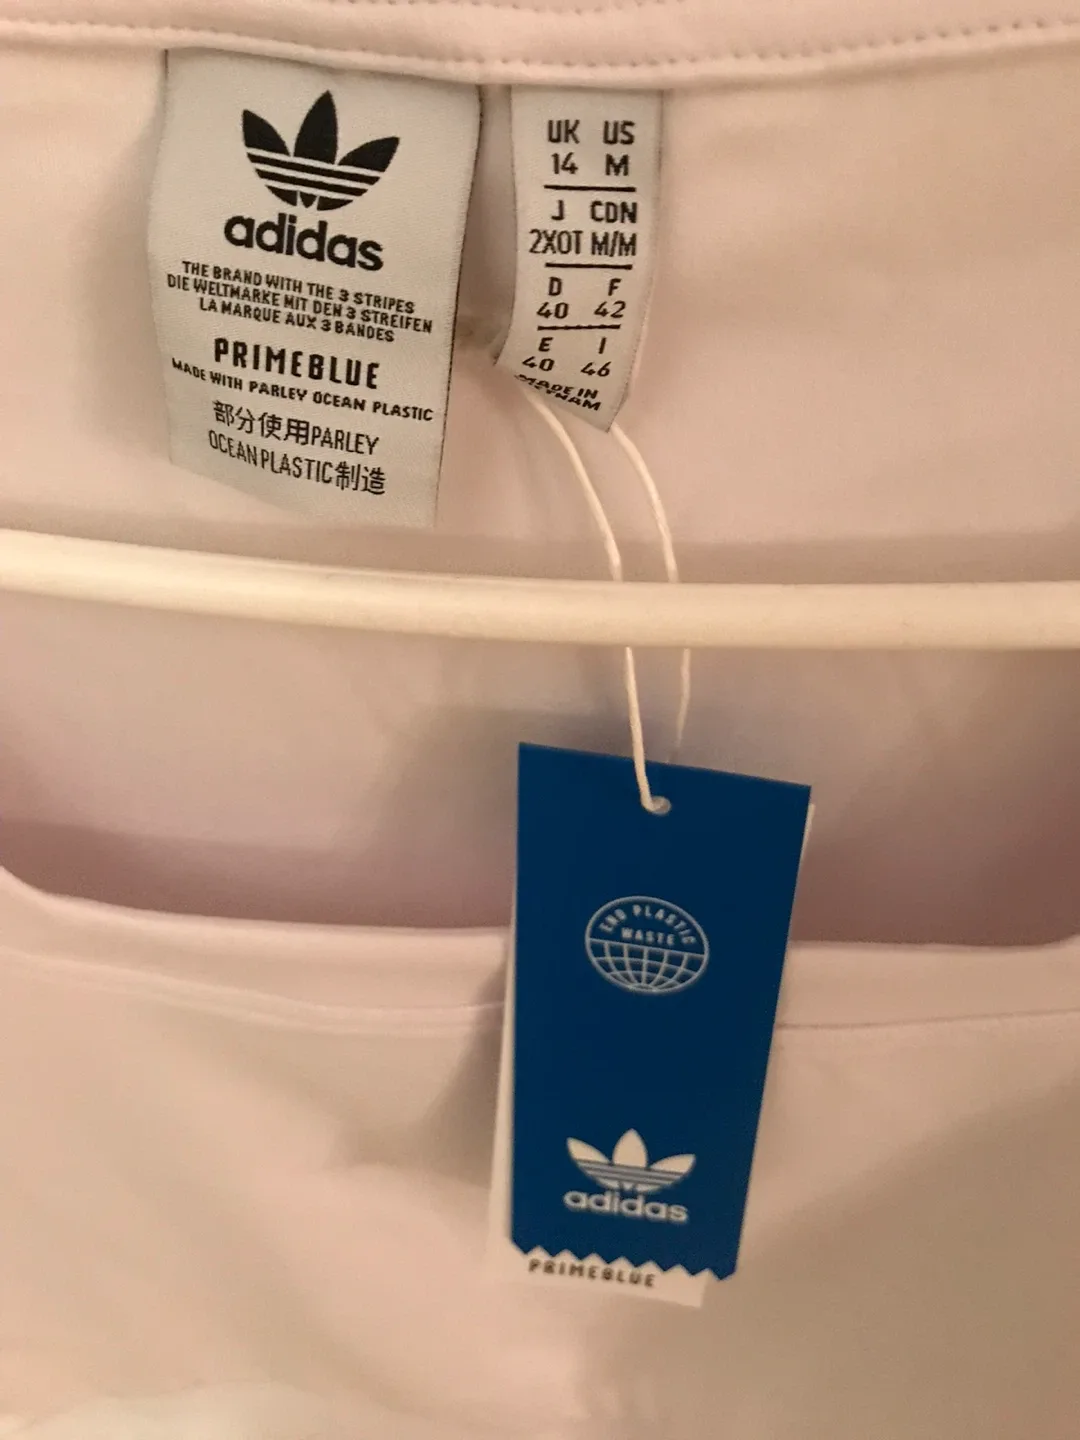 adidas
THE BRAND WITH THE 3 STRIPES
DIE WELTMARKE MIT DEN 3 STREIFEN
LA MARQUE AUX 3 BANDES
PRIMEBLUE
MADE WITH PARLEY OCEAN PLASTIC
部分使用PARLEY
OCEAN PLASTIC制造
UK US
14 M
J CDN
2XOT M/M
D F
40 42
E I
40 46
MADE IN
END PLASTIC
WASTE
adidas
PRIMEBLUE